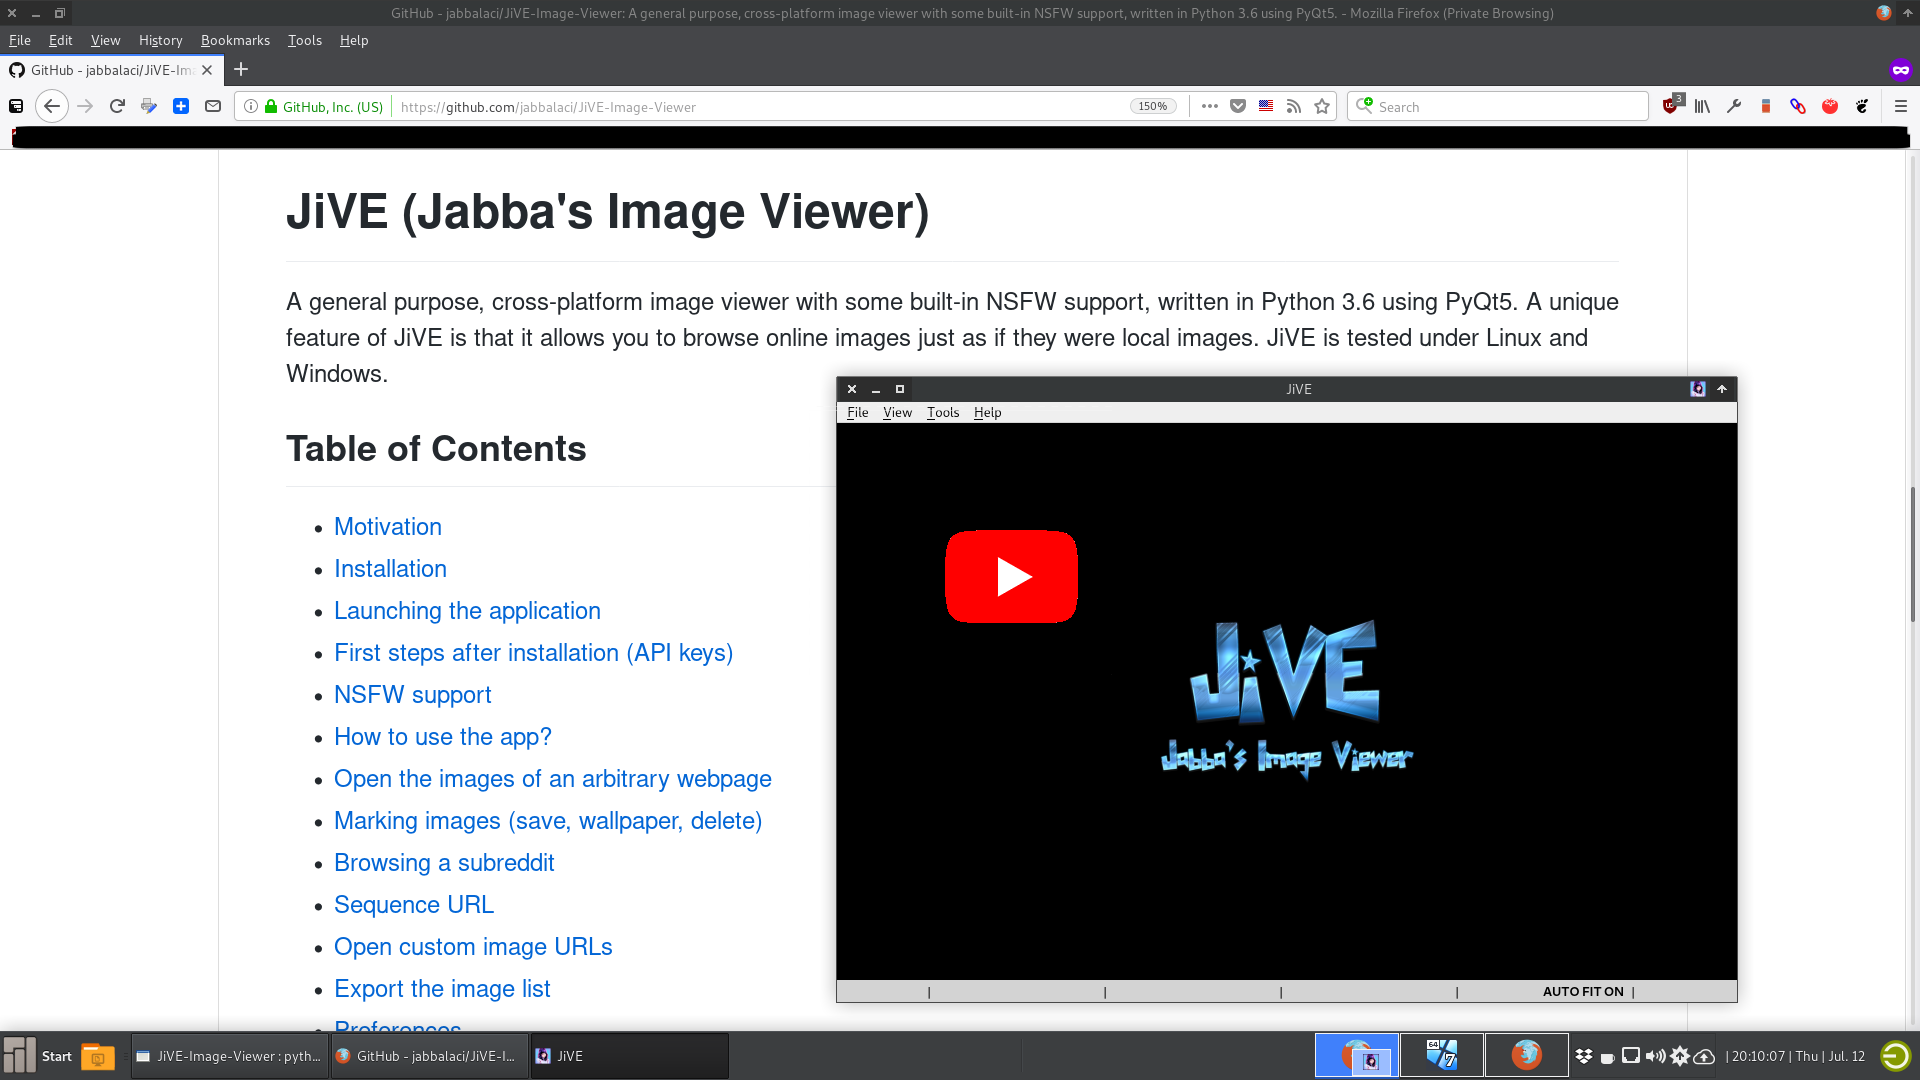 GitHub - jabbalaci/JiVE-Image-Viewer: A general purpose, cross-platform image viewer with some built-in NSFW support, written in Python 3.6 using PyQt5. - Mozilla Firefox (Private Browsing)
File Edit View History Bookmarks Tools Help
GitHub - jabbalaci/JiVE-Im
GitHub, Inc. (US) https://github.com/jabbalaci/JiVE-Image-Viewer 150% Search 3
JiVE (Jabba's Image Viewer)
A general purpose, cross-platform image viewer with some built-in NSFW support, written in Python 3.6 using PyQt5. A unique
feature of JiVE is that it allows you to browse online images just as if they were local images. JiVE is tested under Linux and
Windows.
Table of Contents
Motivation
Installation
Launching the application
First steps after installation (API keys)
NSFW support
How to use the app?
Open the images of an arbitrary webpage
Marking images (save, wallpaper, delete)
Browsing a subreddit
Sequence URL
Open custom image URLs
Export the image list
Preferences
JiVE
File View Tools Help
JiVE
Jabba's Image Viewer
| | | | AUTO FIT ON |
Start JiVE-Image-Viewer : pyth... GitHub - jabbalaci/JiVE-I... JiVE 64 7 | 20:10:07 | Thu | Jul. 12